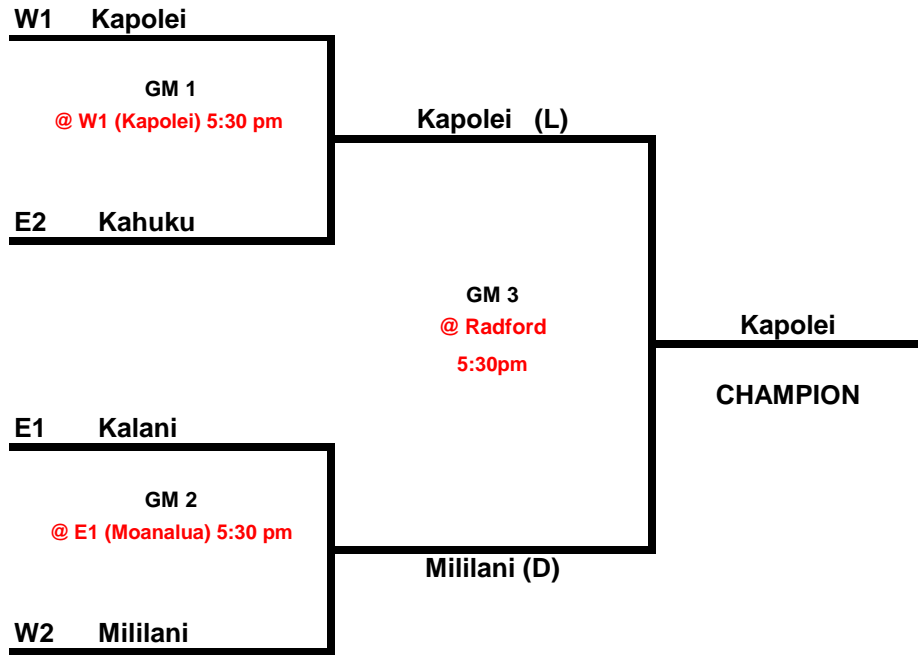 W1 Kapolei
GM 1
@ W1 (Kapolei) 5:30 pm
Kapolei (L)
E2 Kahuku
GM 3
@ Radford
5:30pm
Kapolei
CHAMPION
E1 Kalani
GM 2
@ E1 (Moanalua) 5:30 pm
Mililani (D)
W2 Mililani